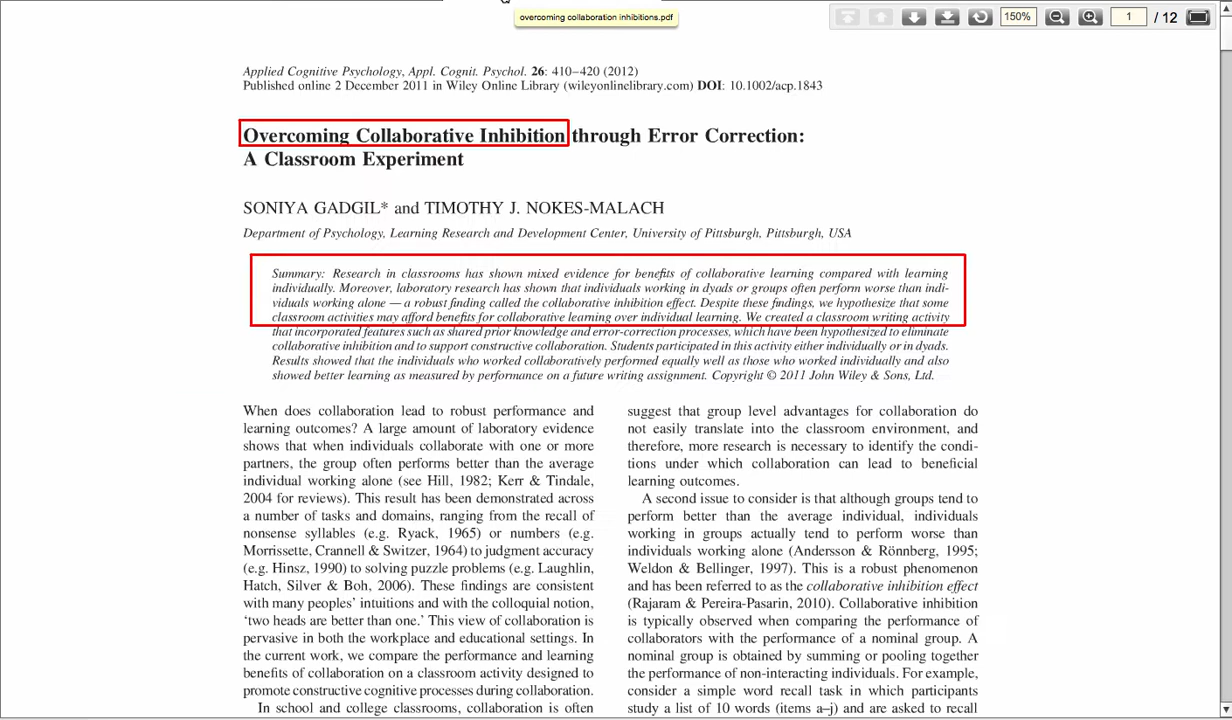 overcoming collaboration inhibitions.pdf
150%
1
/ 12
Applied Cognitive Psychology, Appl. Cognit. Psychol. 26: 410–420 (2012)
Published online 2 December 2011 in Wiley Online Library (wileyonlinelibrary.com) DOI: 10.1002/acp.1843
Overcoming Collaborative Inhibition through Error Correction:
A Classroom Experiment
SONIYA GADGIL* and TIMOTHY J. NOKES-MALACH
Department of Psychology, Learning Research and Development Center, University of Pittsburgh, Pittsburgh, USA
Summary: Research in classrooms has shown mixed evidence for benefits of collaborative learning compared with learning
individually. Moreover, laboratory research has shown that individuals working in dyads or groups often perform worse than indi-
viduals working alone — a robust finding called the collaborative inhibition effect. Despite these findings, we hypothesize that some
classroom activities may afford benefits for collaborative learning over individual learning. We created a classroom writing activity
that incorporated features such as shared prior knowledge and error-correction processes, which have been hypothesized to eliminate
collaborative inhibition and to support constructive collaboration. Students participated in this activity either individually or in dyads.
Results showed that the individuals who worked collaboratively performed equally well as those who worked individually and also
showed better learning as measured by performance on a future writing assignment. Copyright © 2011 John Wiley & Sons, Ltd.
When does collaboration lead to robust performance and
learning outcomes? A large amount of laboratory evidence
shows that when individuals collaborate with one or more
partners, the group often performs better than the average
individual working alone (see Hill, 1982; Kerr & Tindale,
2004 for reviews). This result has been demonstrated across
a number of tasks and domains, ranging from the recall of
nonsense syllables (e.g. Ryack, 1965) or numbers (e.g.
Morrissette, Crannell & Switzer, 1964) to judgment accuracy
(e.g. Hinsz, 1990) to solving puzzle problems (e.g. Laughlin,
Hatch, Silver & Boh, 2006). These findings are consistent
with many peoples' intuitions and with the colloquial notion,
'two heads are better than one.' This view of collaboration is
pervasive in both the workplace and educational settings. In
the current work, we compare the performance and learning
benefits of collaboration on a classroom activity designed to
promote constructive cognitive processes during collaboration.
In school and college classrooms, collaboration is often
suggest that group level advantages for collaboration do
not easily translate into the classroom environment, and
therefore, more research is necessary to identify the condi-
tions under which collaboration can lead to beneficial
learning outcomes.
A second issue to consider is that although groups tend to
perform better than the average individual, individuals
working in groups actually tend to perform worse than
individuals working alone (Andersson & Rönnberg, 1995;
Weldon & Bellinger, 1997). This is a robust phenomenon
and has been referred to as the collaborative inhibition effect
(Rajaram & Pereira-Pasarin, 2010). Collaborative inhibition
is typically observed when comparing the performance of
collaborators with the performance of a nominal group. A
nominal group is obtained by summing or pooling together
the performance of non-interacting individuals. For example,
consider a simple word recall task in which participants
study a list of 10 words (items a–j) and are asked to recall